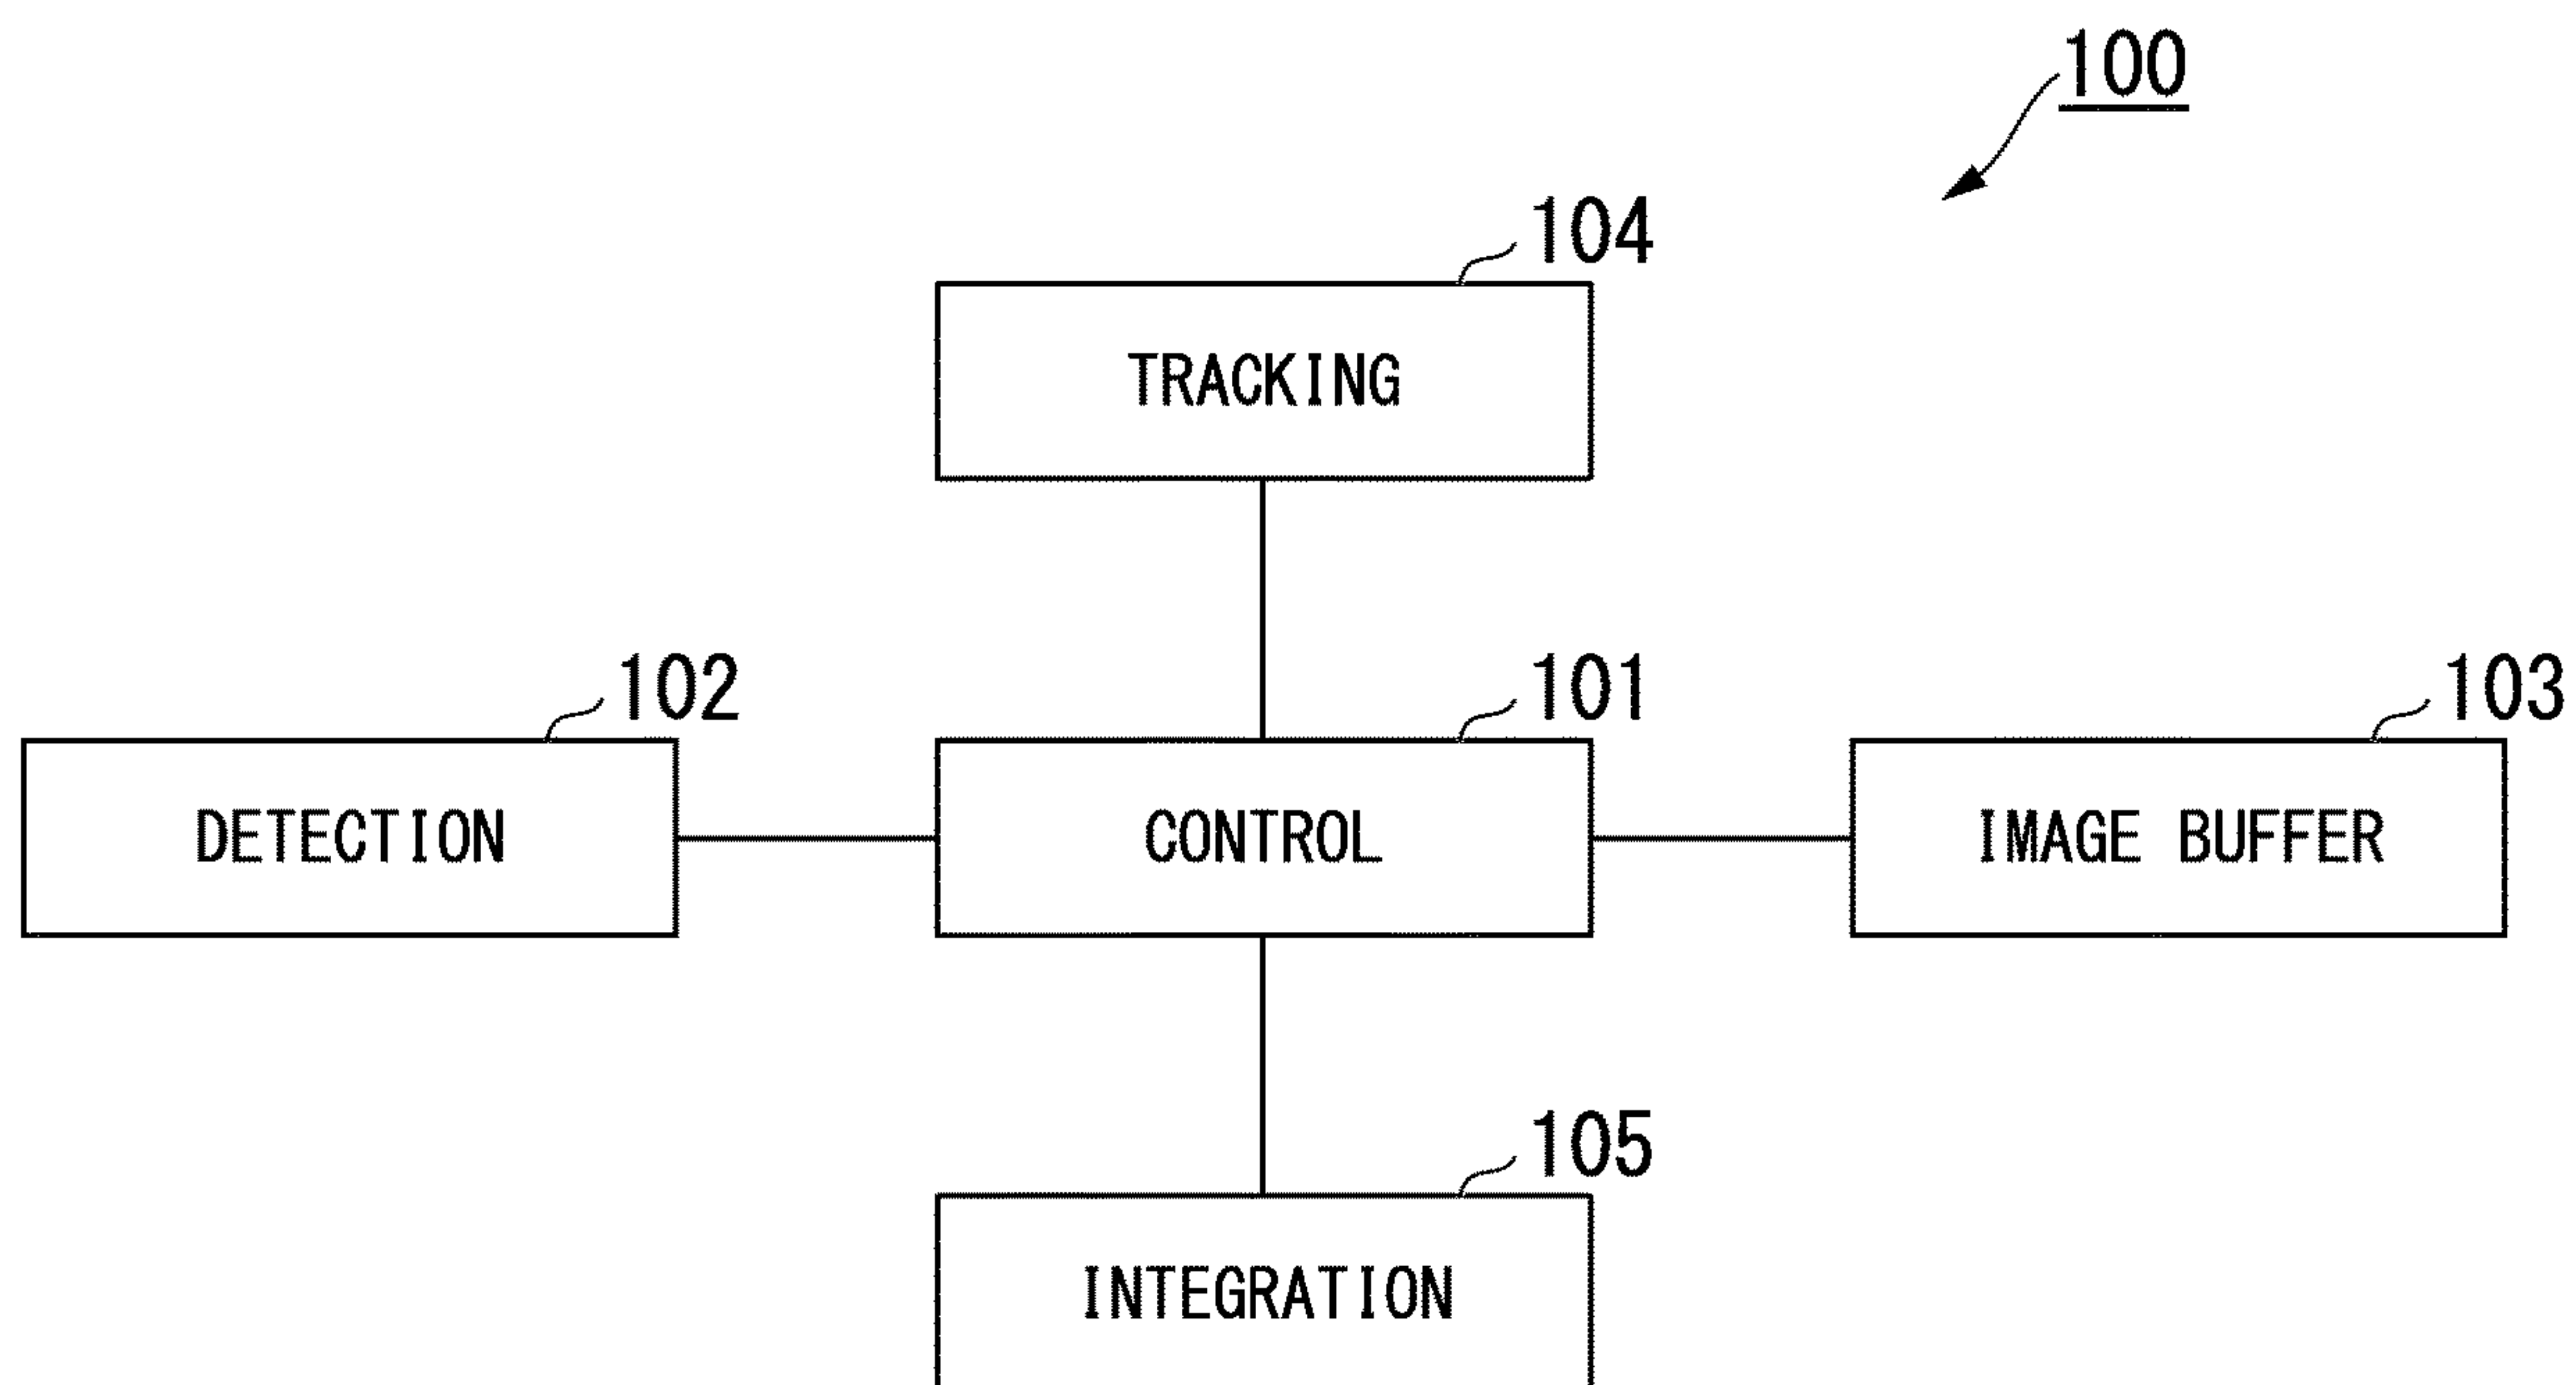 100
104
TRACKING
102
101
103
DETECTION
CONTROL
IMAGE BUFFER
105
INTEGRATION